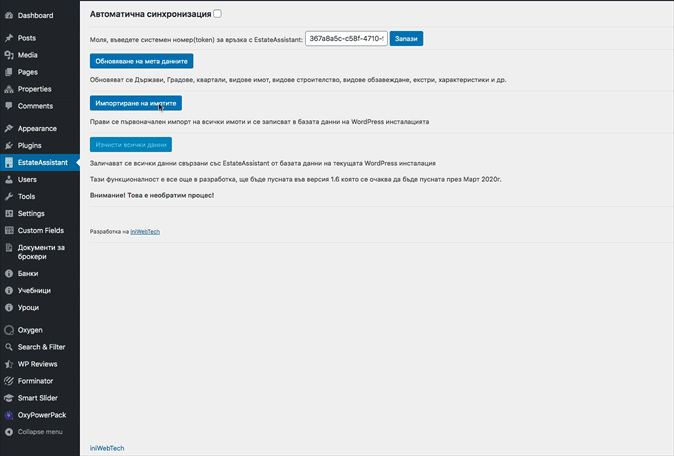 Dashboard
Posts
Media
Pages
Properties
Comments
Appearance
Plugins
EstateAssistant
Users
Tools
Settings
Custom Fields
Документи за
брокери
Банки
Учебници
Уроци
Oxygen
Search & Filter
WP Reviews
Forminator
Smart Slider
OxyPowerPack
Collapse menu
Автоматична синхронизация
Моля, въведете системен номер(token) за връзка с EstateAssistant: 367a8a5c-c58f-4710- Запази
Обновяване на мета данните
Обновяват се Държави, Градове, квартали, видове имот, видове строителство, видове обзавеждане, екстри, характеристики и др.
Импортиране на имотите
Прави се първоначален импорт на всички имоти и се записват в базата данни на WordPress инсталацията
Изчисти всички данни
Заличават се всички данни свързани със EstateAssistant от базата данни на текущата WordPress инсталация
Тази функционалност е все още в разработка, ще бъде пусната във версия 1.6 която се очаква да бъде пусната през Март 2020г.
Внимание! Това е необратим процес!
Разработка на iniWebTech
iniWebTech